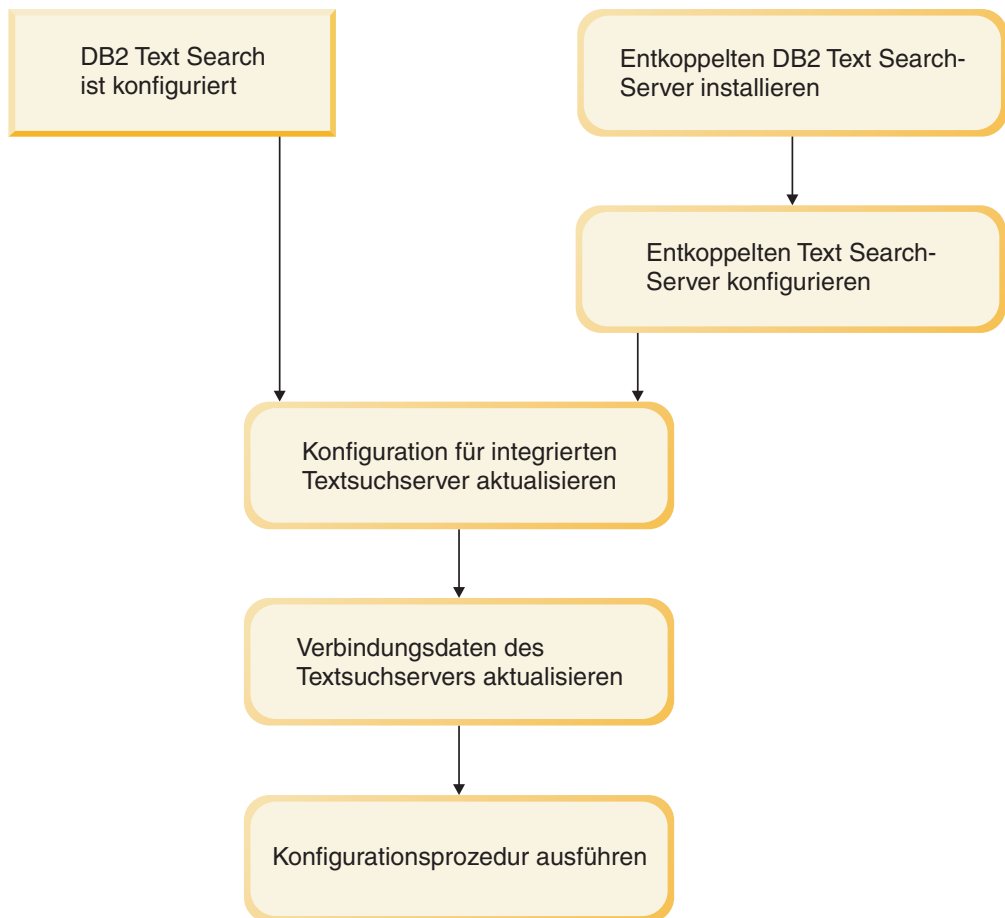 DB2 Text Search
ist konfiguriert
Entkoppelten DB2 Text Search-
Server installieren
Entkoppelten Text Search-
Server konfigurieren
Konfiguration für integrierten
Textsuchserver aktualisieren
Verbindungsdaten des
Textsuchservers aktualisieren
Konfigurationsprozedur ausführen